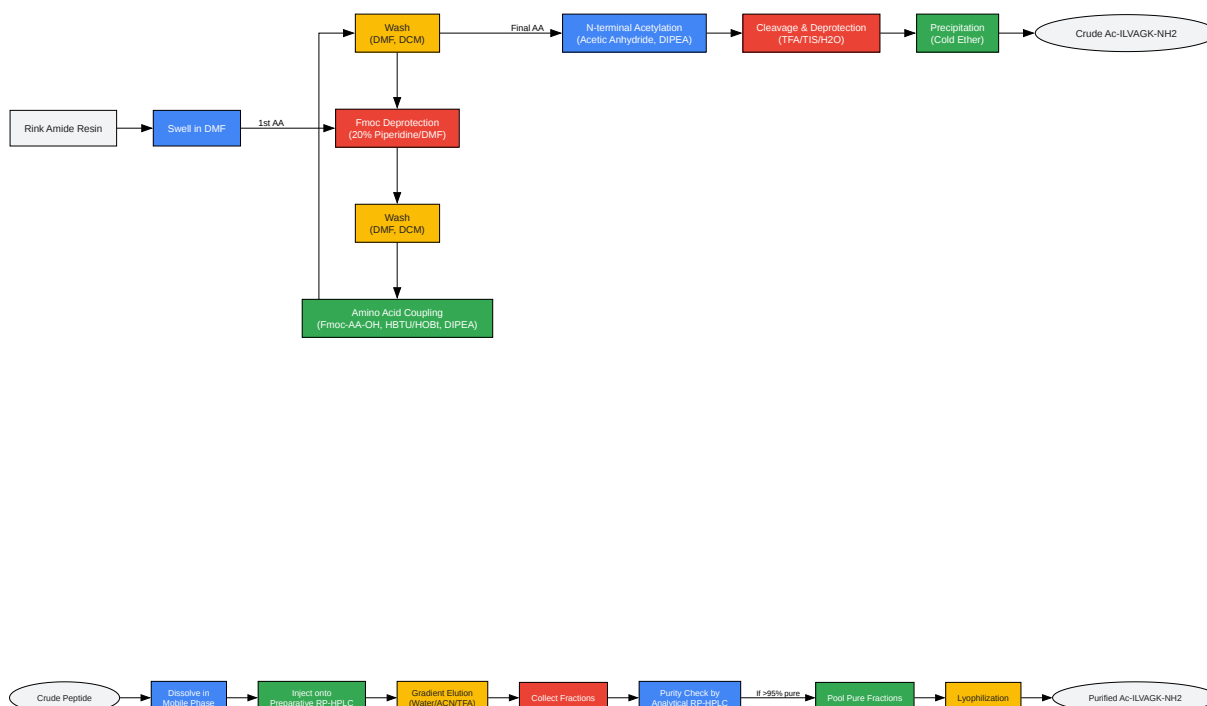 Wash
(DMF, DCM)
Final AA
N-terminal Acetylation
(Acetic Anhydride, DIPEA)
Cleavage & Deprotection
(TFA/TIS/H2O)
Precipitation
(Cold Ether)
Crude Ac-ILVAGK-NH2
Rink Amide Resin
Swell in DMF
1st AA
Fmoc Deprotection
(20% Piperidine/DMF)
Wash
(DMF, DCM)
Amino Acid Coupling
(Fmoc-AA-OH, HBTU/HOBt, DIPEA)
Crude Peptide
Dissolve in
Mobile Phase
Inject onto
Preparative RP-HPLC
Gradient Elution
(Water/ACN/TFA)
Collect Fractions
Purity Check by
Analytical RP-HPLC
If >95% pure
Pool Pure Fractions
Lyophilization
Purified Ac-ILVAGK-NH2